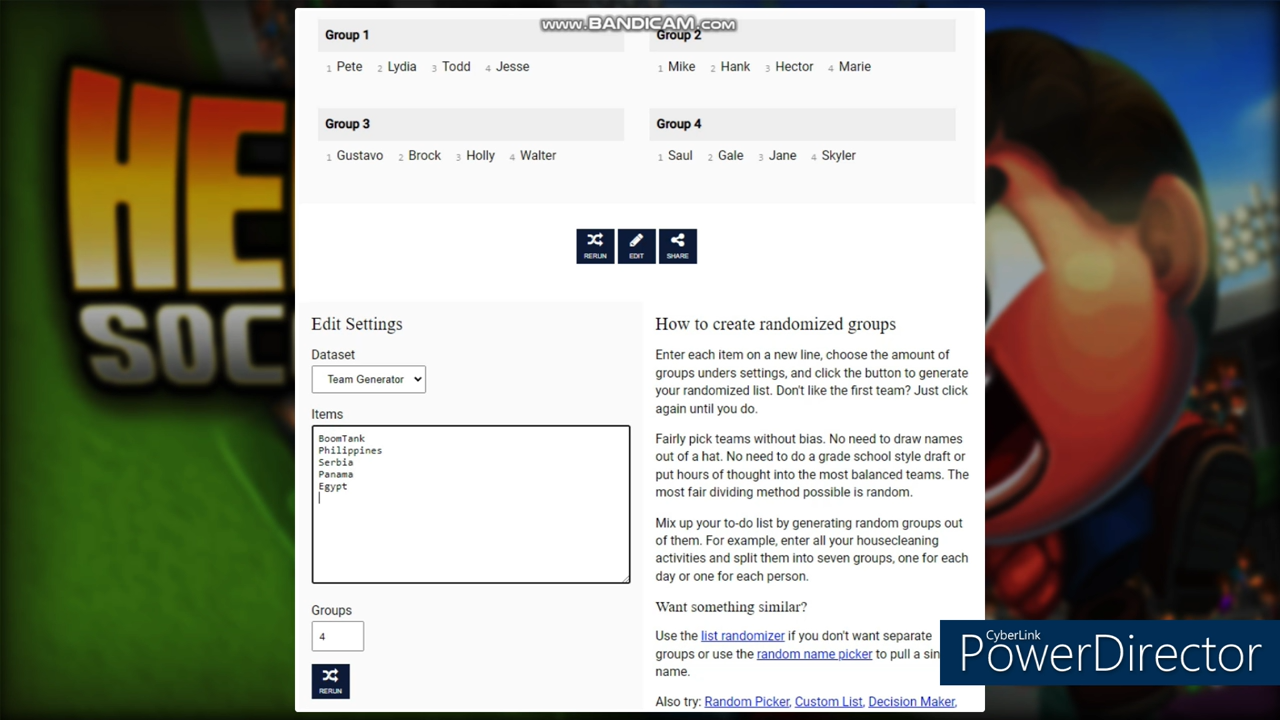 www.BANDICAM.com
Group 1
1 Pete 2 Lydia 3 Todd 4 Jesse
Group 2
1 Mike 2 Hank 3 Hector 4 Marie
Group 3
1 Gustavo 2 Brock 3 Holly 4 Walter
Group 4
1 Saul 2 Gale 3 Jane 4 Skyler
HE
SOC
RERUN
EDIT
SHARE
Edit Settings
Dataset
Team Generator
Items
BoomTank
Philippines
Serbia
Panama
Egypt
Groups
4
RERUN
How to create randomized groups
Enter each item on a new line, choose the amount of
groups unders settings, and click the button to generate
your randomized list. Don't like the first team? Just click
again until you do.
Fairly pick teams without bias. No need to draw names
out of a hat. No need to do a grade school style draft or
put hours of thought into the most balanced teams. The
most fair dividing method possible is random.
Mix up your to-do list by generating random groups out
of them. For example, enter all your housecleaning
activities and split them into seven groups, one for each
day or one for each person.
Want something similar?
Use the list randomizer if you don't want separate
groups or use the random name picker to pull a sin
name.
Also try: Random Picker, Custom List, Decision Maker,
CyberLink
PowerDirector